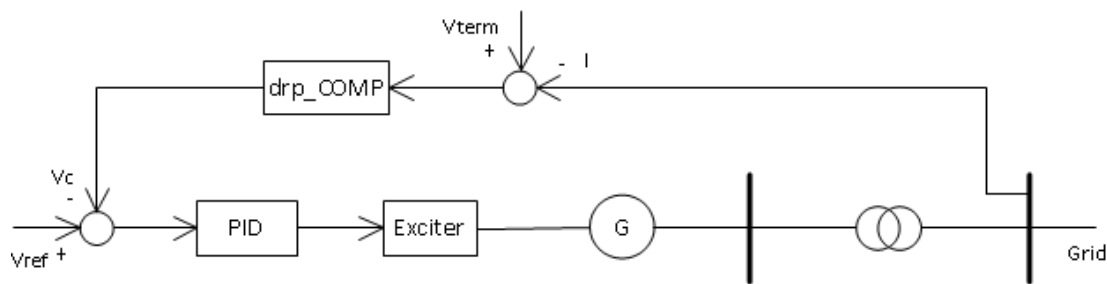 Vterm
+
- I
drp_COMP
Vc
-
PID
Exciter
G
Vref +
Grid